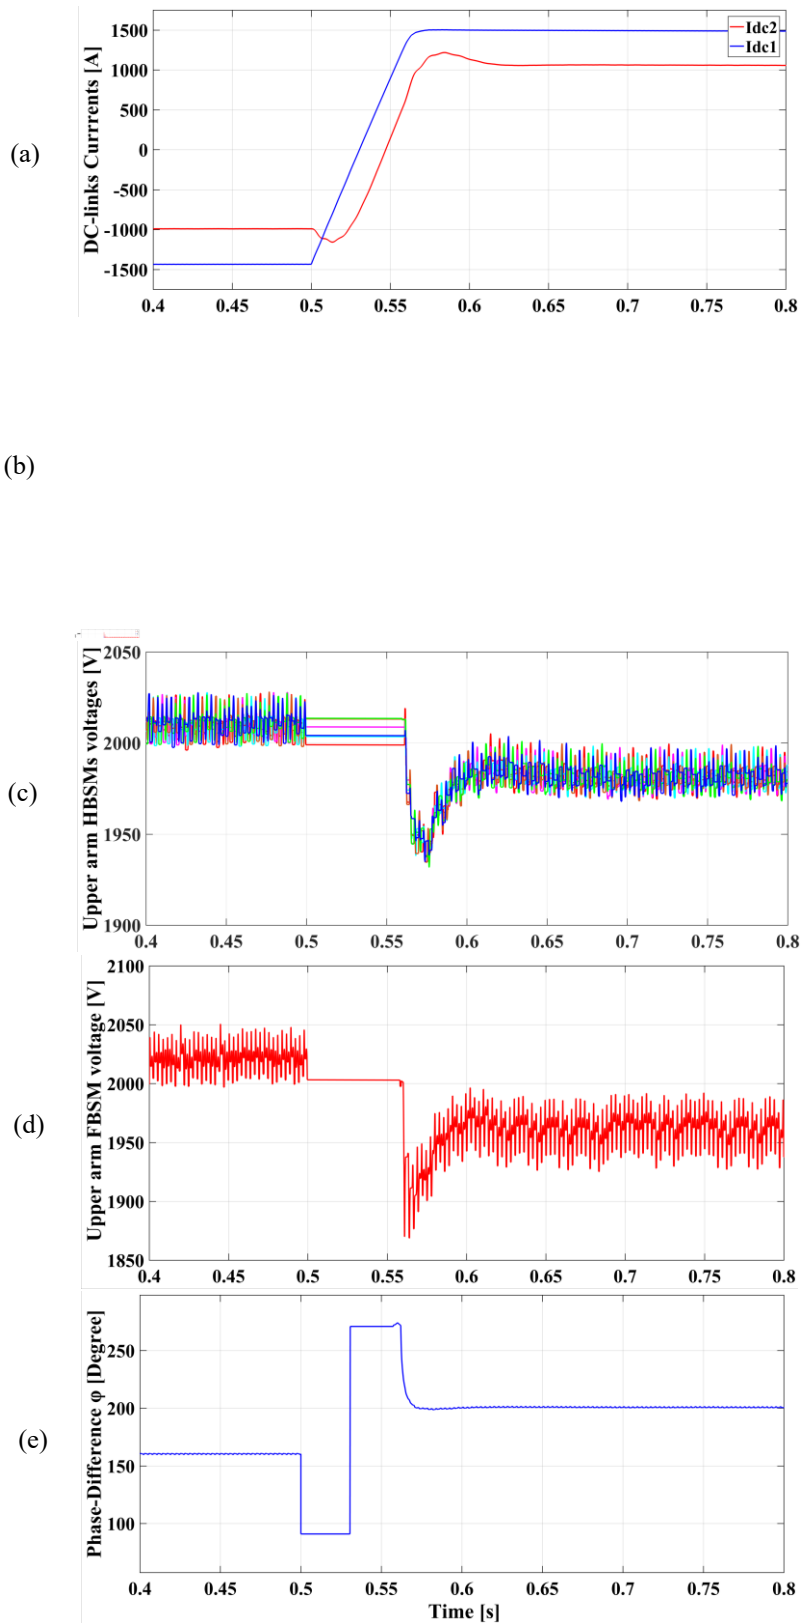 (a)
DC-links Currrents [A]
1500
1000
500
0
-500
-1000
-1500
Idc2
Idc1
0.4 0.45 0.5 0.55 0.6 0.65 0.7 0.75 0.8
(b)
(c)
Upper arm HBSMs voltages [V]
2050
2000
1950
1900
0.4 0.45 0.5 0.55 0.6 0.65 0.7 0.75 0.8
(d)
Upper arm FBSM voltage [V]
2100
2050
2000
1950
1900
1850
0.4 0.45 0.5 0.55 0.6 0.65 0.7 0.75 0.8
(e)
Phase-Difference φ [Degree]
250
200
150
100
0.4 0.45 0.5 0.55 0.6 0.65 0.7 0.75 0.8
Time [s]